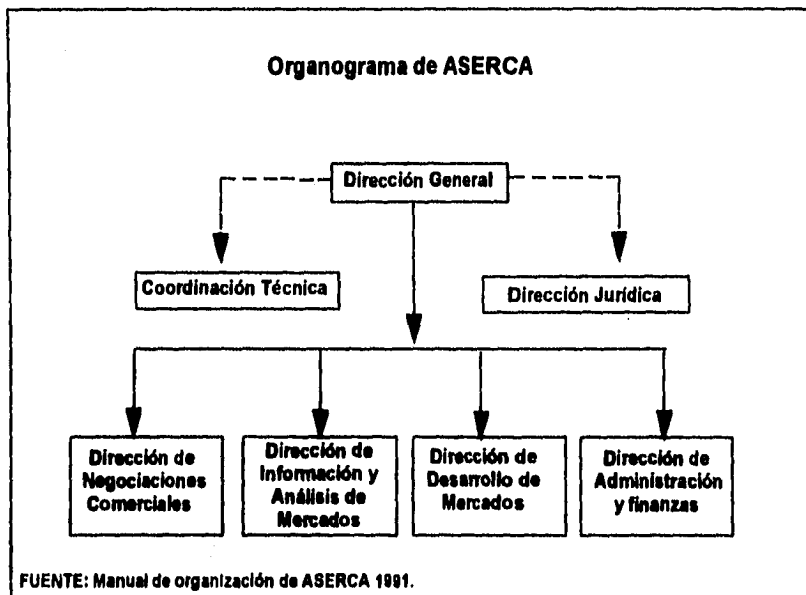 Organograma de ASERCA
Dirección General
Coordinación Técnica
Dirección Jurídica
Dirección de
Negociaciones
Comerciales
Dirección de
Información y
Análisis de
Mercados
Dirección de
Desarrollo de
Mercados
Dirección de
Administración
y finanzas
FUENTE: Manual de organización de ASERCA 1991.